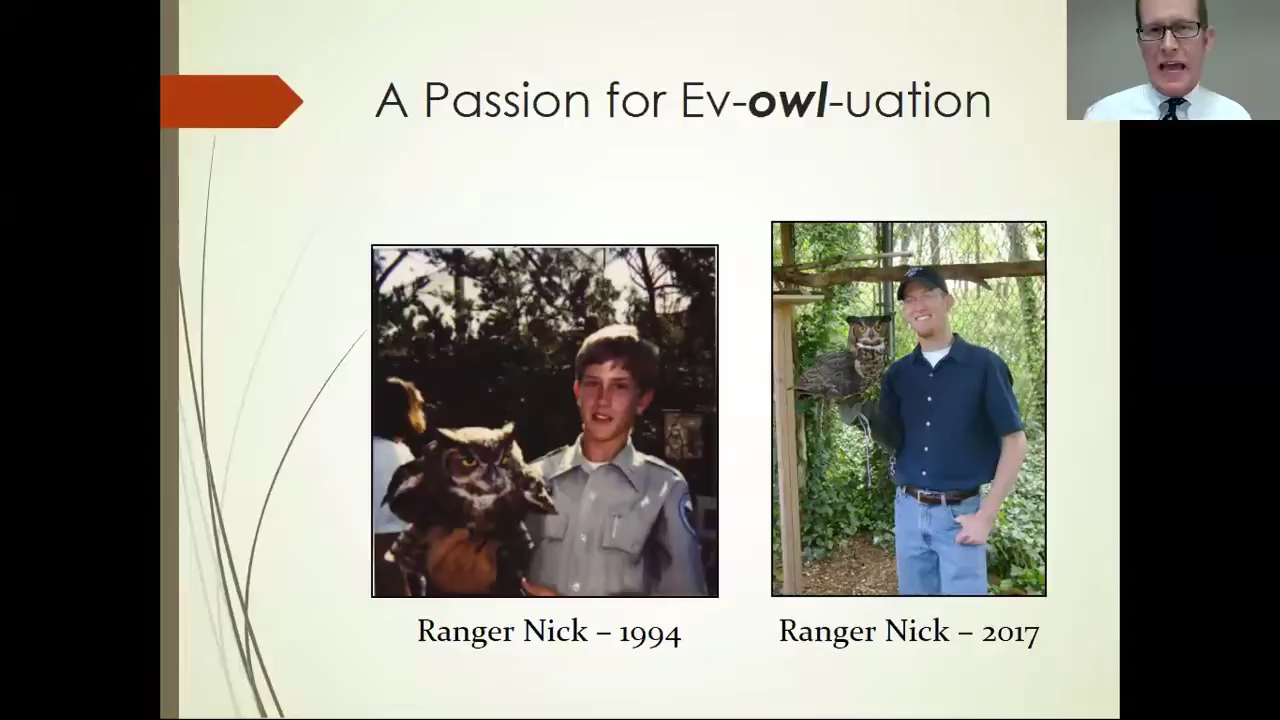 A Passion for Ev-owl-uation
Ranger Nick – 1994
Ranger Nick – 2017